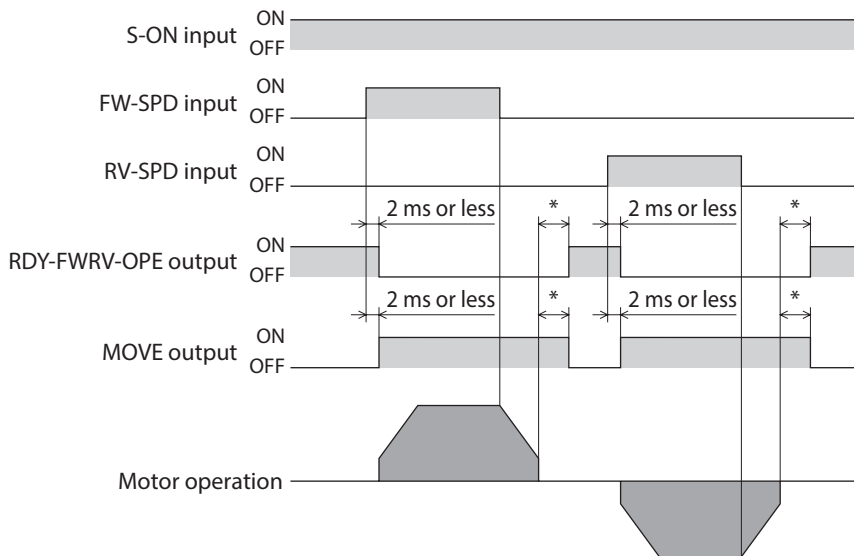 ON
S-ON input
OFF
ON
FW-SPD input
OFF
ON
RV-SPD input
OFF
2 ms or less * 2 ms or less *
ON
RDY-FWRV-OPE output
OFF
2 ms or less * 2 ms or less *
ON
MOVE output
OFF
Motor operation